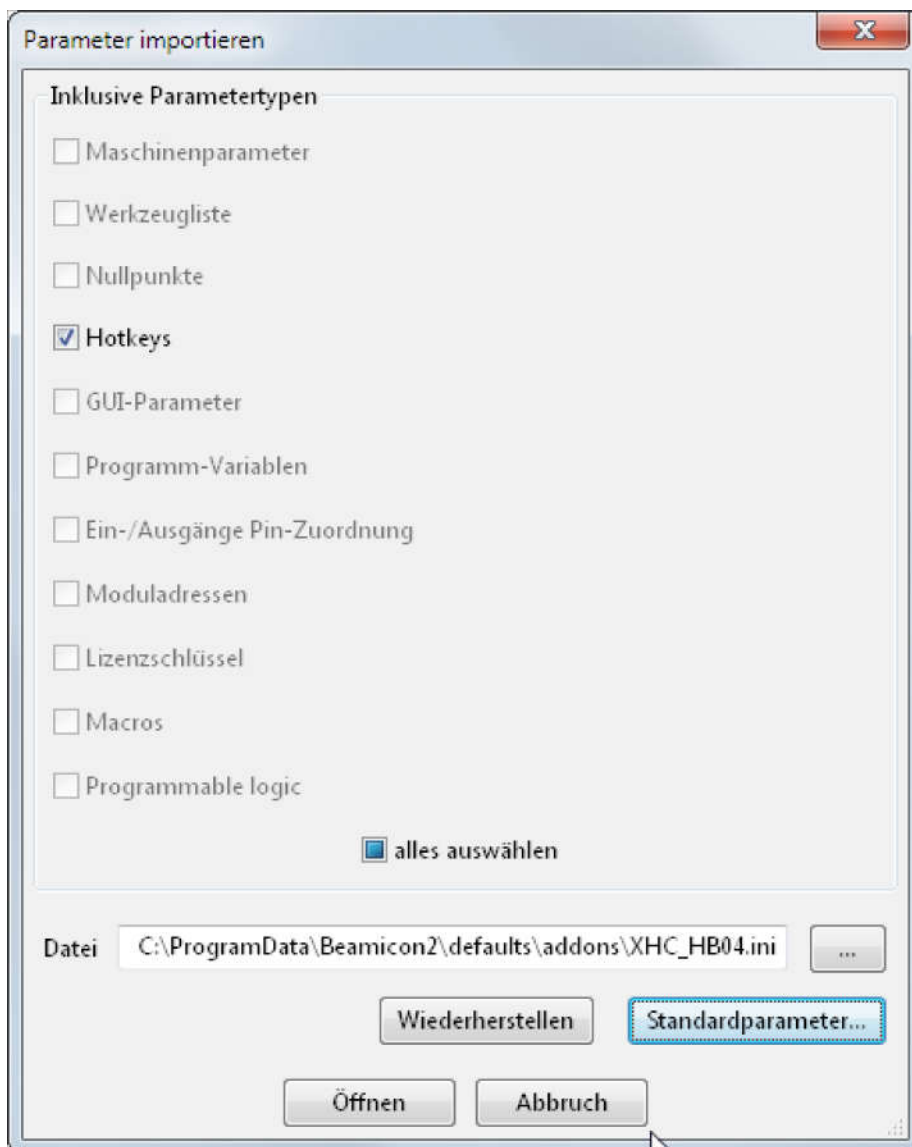 Parameter importieren
Inklusive Parametertypen
Maschinenparameter
Werkzeugliste
Nullpunkte
Hotkeys
GUI-Parameter
Programm-Variablen
Ein-/Ausgänge Pin-Zuordnung
Moduladressen
Lizenzschlüssel
Macros
Programmable logic
alles auswählen
Datei C:\ProgramData\Beamicon2\defaults\addons\XHC_HB04.ini ...
Wiederherstellen Standardparameter...
Öffnen Abbruch